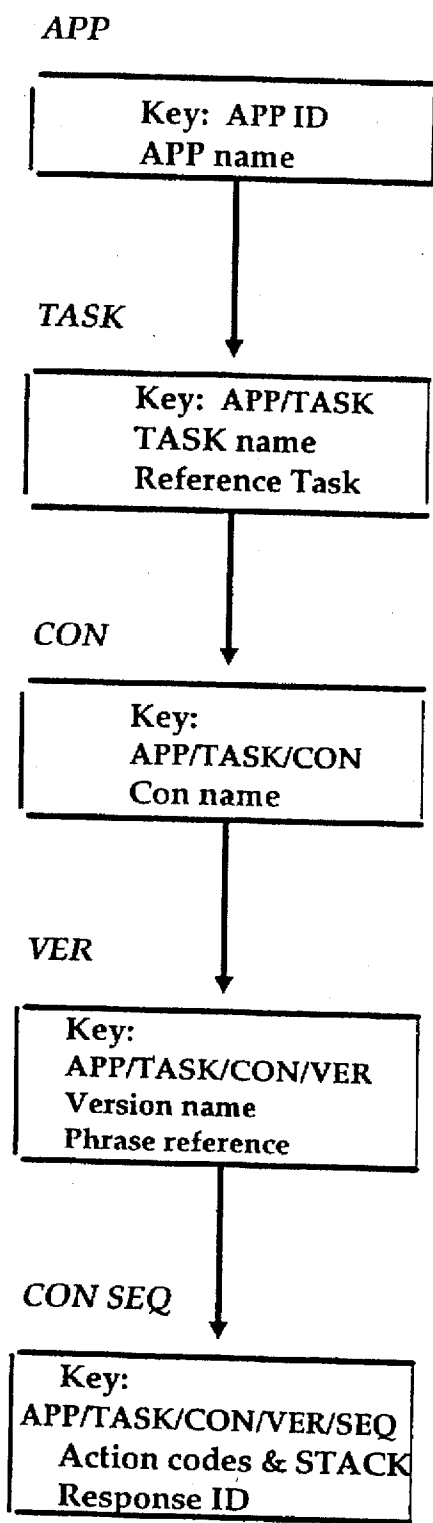 APP
Key: APP ID
APP name
TASK
Key: APP/TASK
TASK name
Reference Task
CON
Key:
APP/TASK/CON
Con name
VER
Key:
APP/TASK/CON/VER
Version name
Phrase reference
CON SEQ
Key:
APP/TASK/CON/VER/SEQ
Action codes & STACK
Response ID